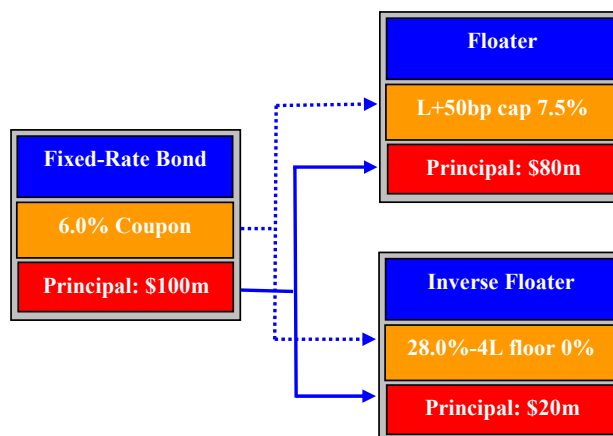 Fixed-Rate Bond
6.0% Coupon
Principal: $100m
Floater
L+50bp cap 7.5%
Principal: $80m
Inverse Floater
28.0%-4L floor 0%
Principal: $20m